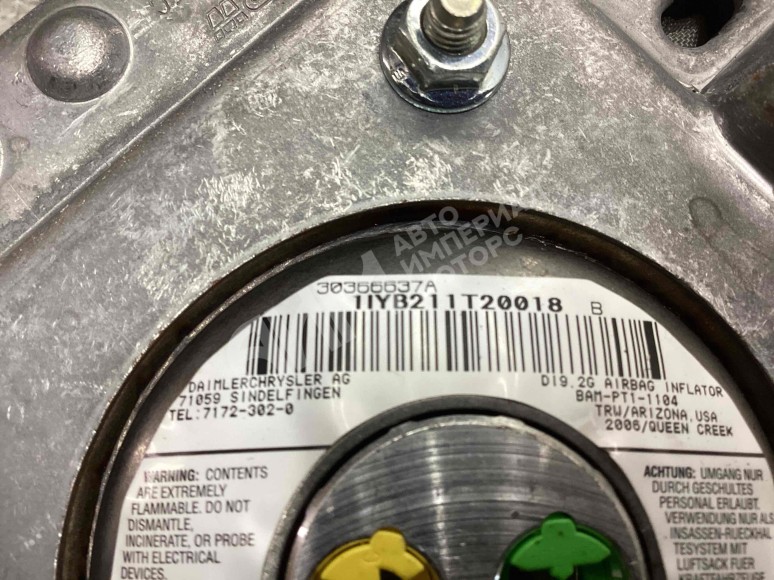 АВТО
ИМПЕРИЯ
МОТОРС
30366637A
1IYB211T20018 B
DAIMLERCHRYSLER AG
71059 SINDELFINGEN
TEL:7172-302-0
DI9.2G AIRBAG INFLATOR
BAM-PT1-1104
TRW/ARIZONA.USA
2006/QUEEN CREEK
WARNING: CONTENTS
ARE EXTREMELY
FLAMMABLE. DO NOT
DISMANTLE,
INCINERATE, OR PROBE
WITH ELECTRICAL
DEVICES.
ACHTUNG: UMGANG NUR
DURCH GESCHULTES
PERSONAL ERLAUBT.
VERWENDUNG NUR ALS
INSASSEN-RUECKHAL
TESYSTEM MIT
LUFTSACK FUER